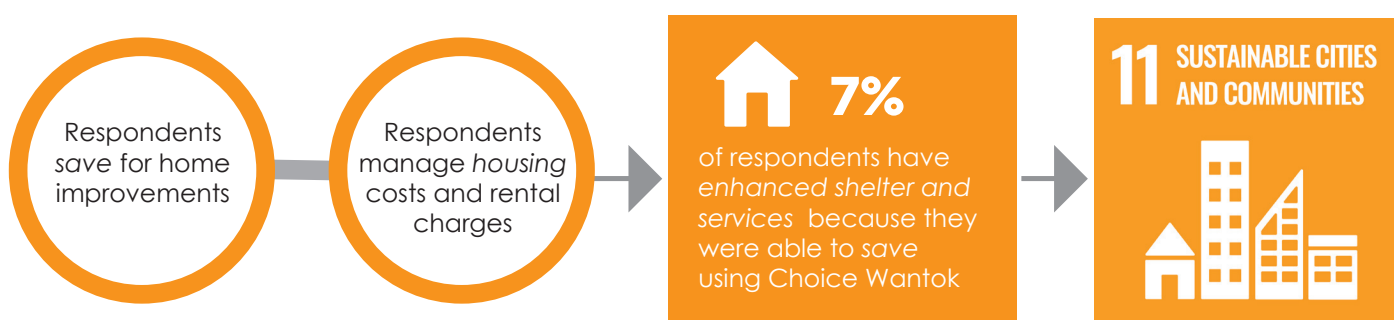 Respondents
save for home
improvements
Respondents
manage housing
costs and rental
charges
7%
of respondents have
enhanced shelter and
services because they
were able to save
using Choice Wantok
11 SUSTAINABLE CITIES
AND COMMUNITIES